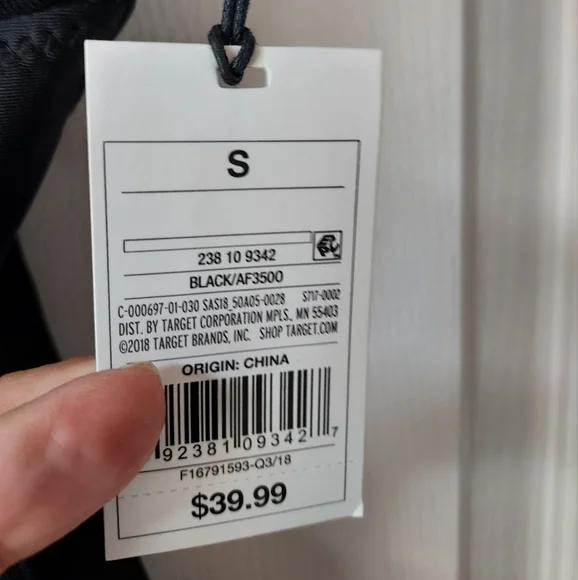 S
238 10 9342
BLACK/AF3500
C-000697-01-030 SAS18_50A05-0028 S717-0002
DIST. BY TARGET CORPORATION MPLS., MN 55403
©2018 TARGET BRANDS, INC. SHOP TARGET.COM
ORIGIN: CHINA
92381 09342 7
F16791593-Q3/18
$39.99